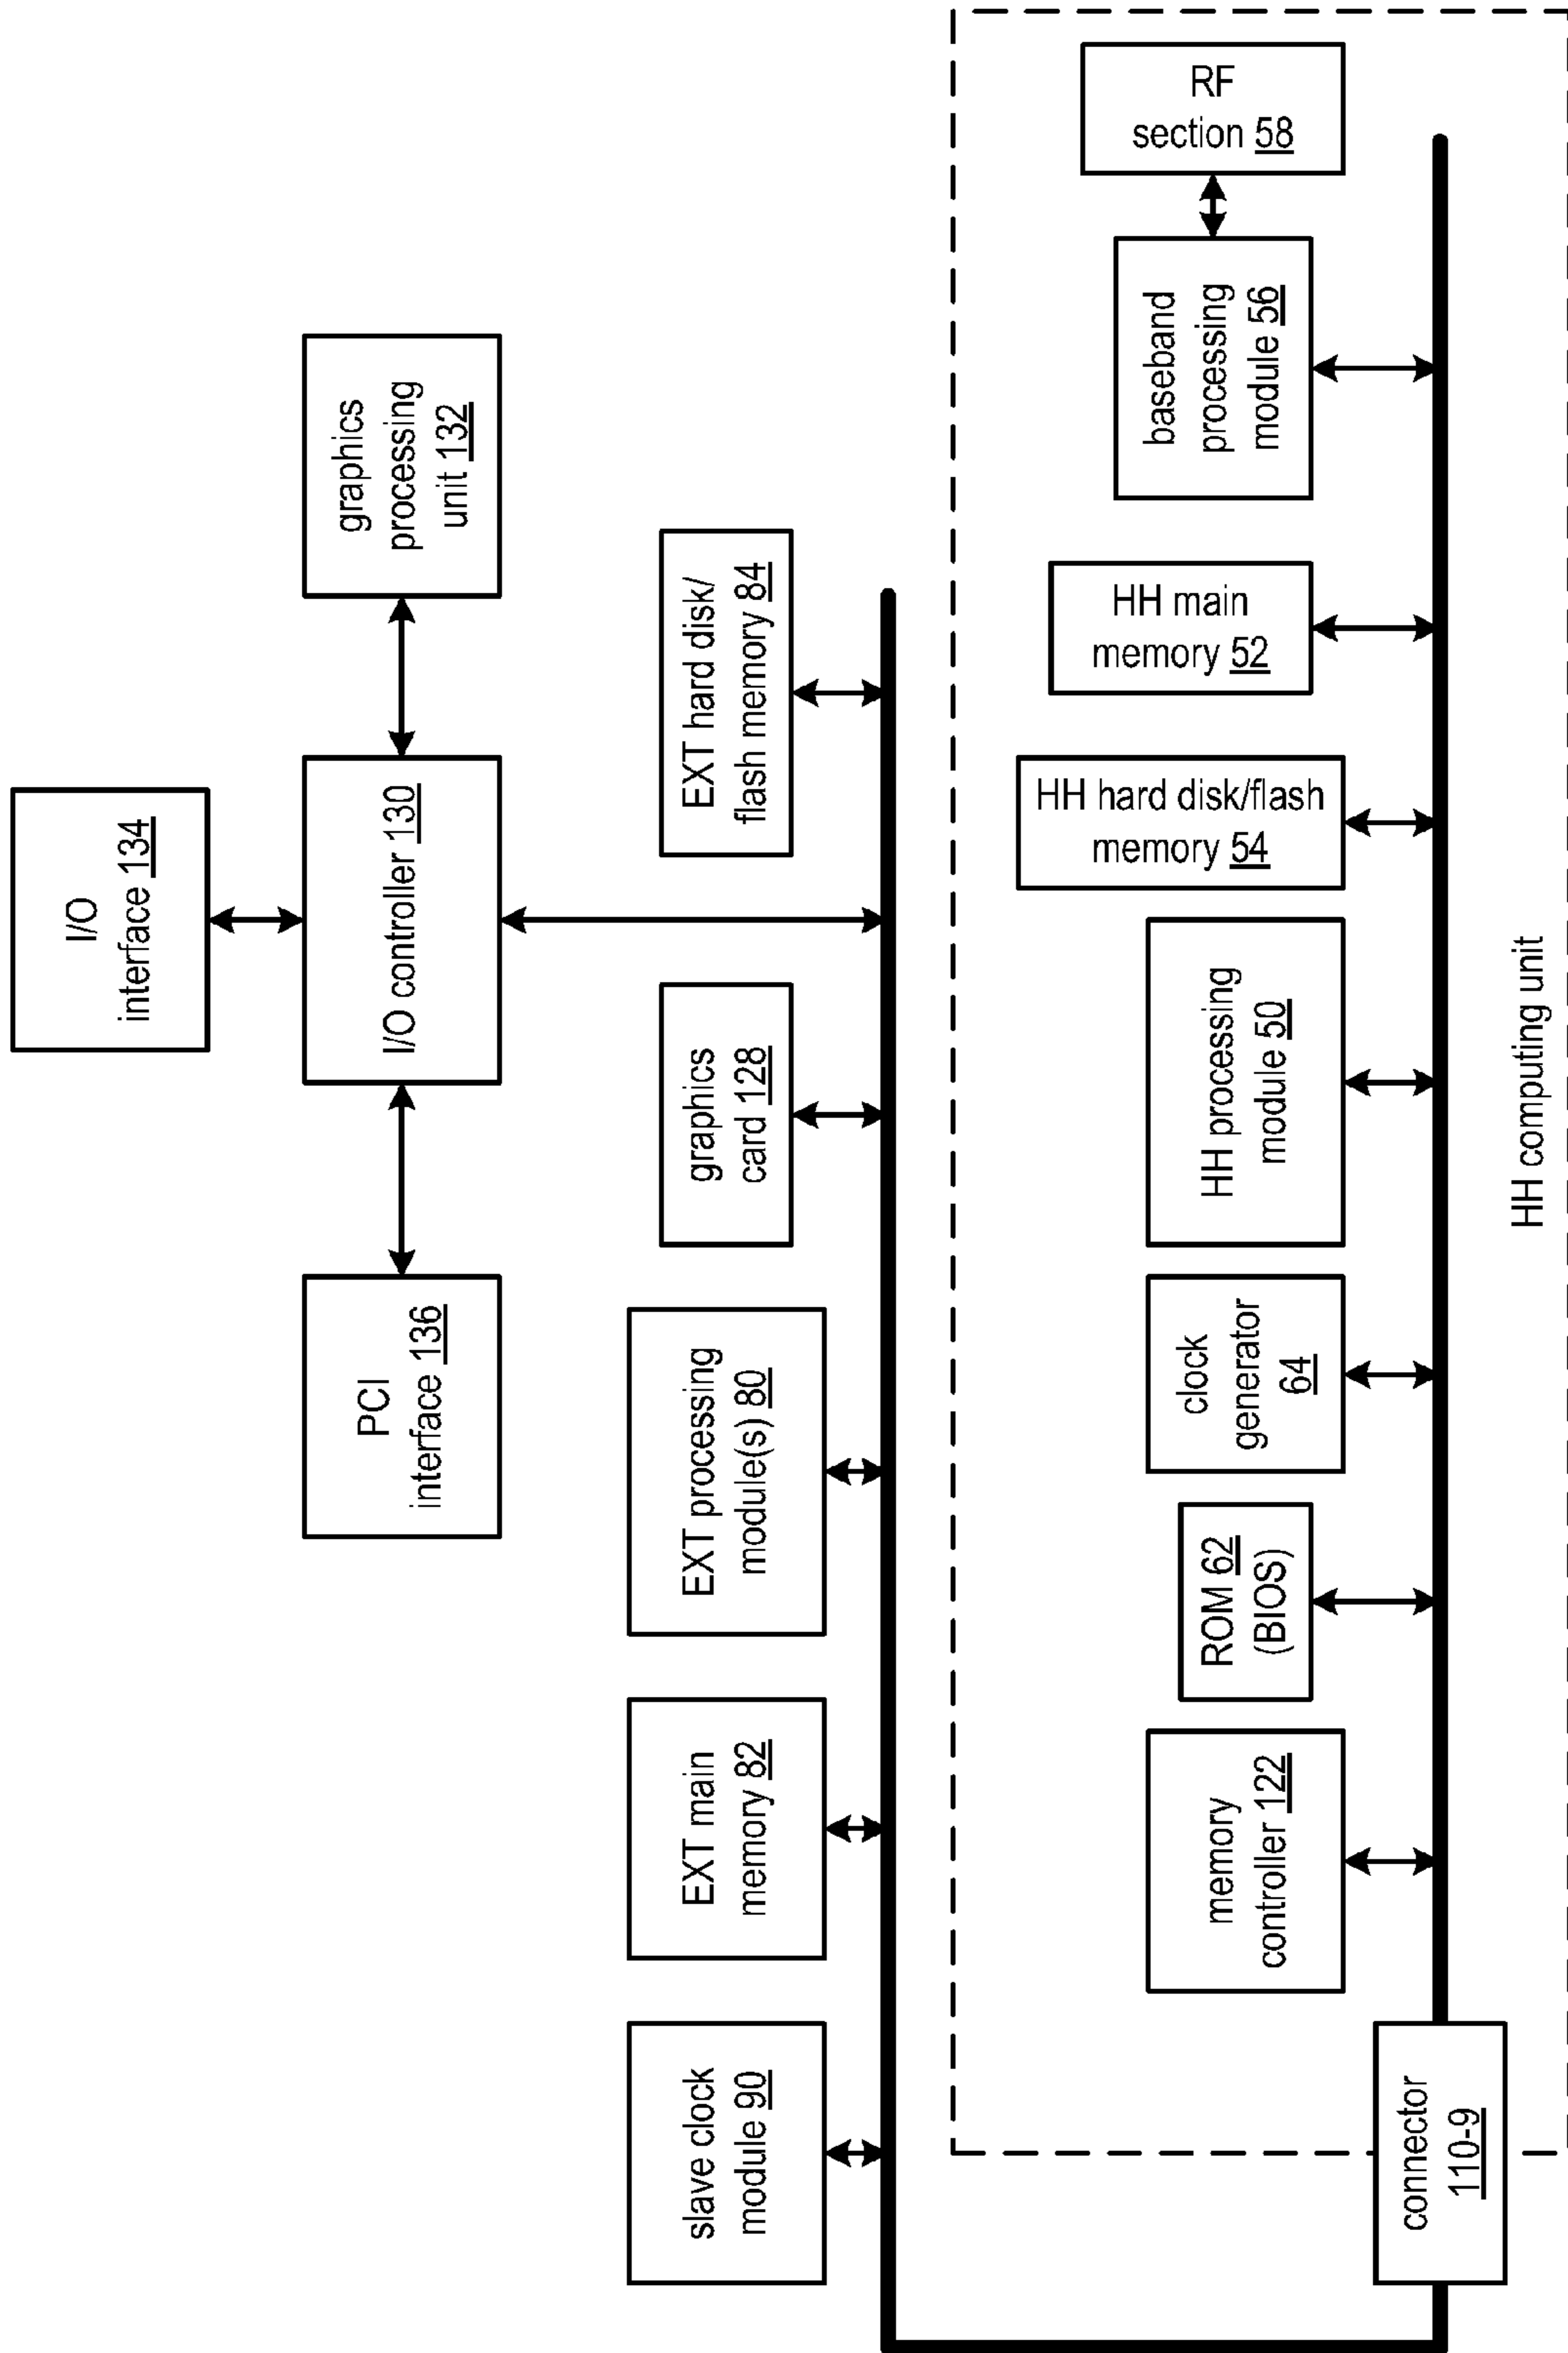 I/O
interface 134
PCI
interface 136
I/O controller 130
graphics
processing
unit 132
slave clock
module 90
EXT main
memory 82
EXT processing
module(s) 80
graphics
card 128
EXT hard disk/
flash memory 84
connector
110-9
memory
controller 122
ROM 62
(BIOS)
clock
generator
64
HH processing
module 50
HH hard disk/flash
memory 54
HH main
memory 52
baseband
processing
module 56
RF
section 58
HH computing unit